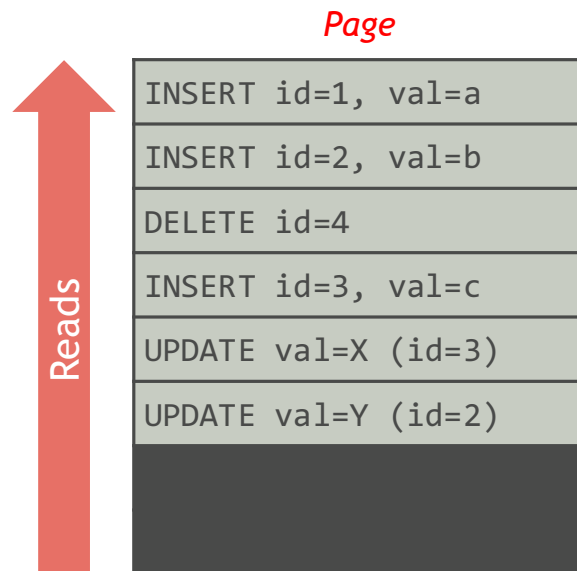 Page
INSERT id=1, val=a
INSERT id=2, val=b
DELETE id=4
INSERT id=3, val=c
UPDATE val=X (id=3)
UPDATE val=Y (id=2)
Reads